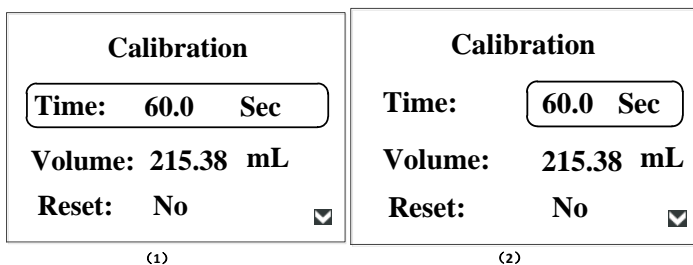 Calibration
Time: 60.0 Sec
Volume: 215.38 mL
Reset: No
(1)
Calibration
Time: 60.0 Sec
Volume: 215.38 mL
Reset: No
(2)